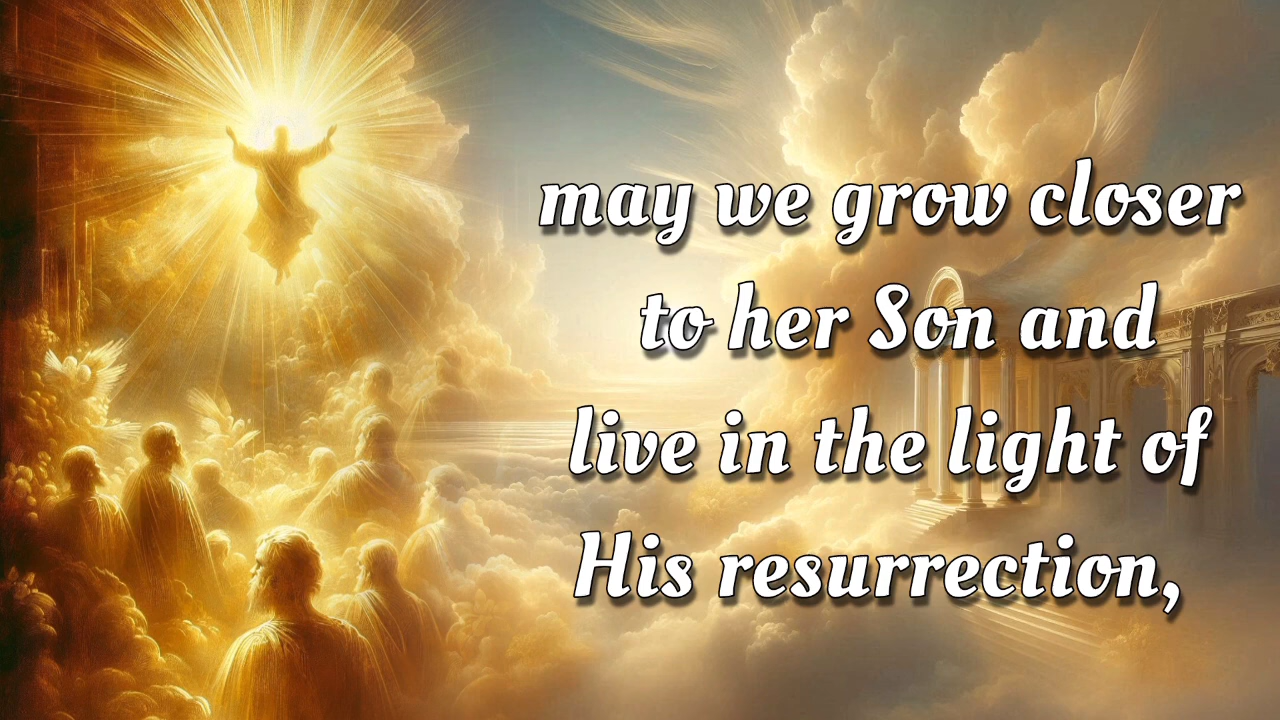 may we grow closer
to her Son and
live in the light of
His resurrection,